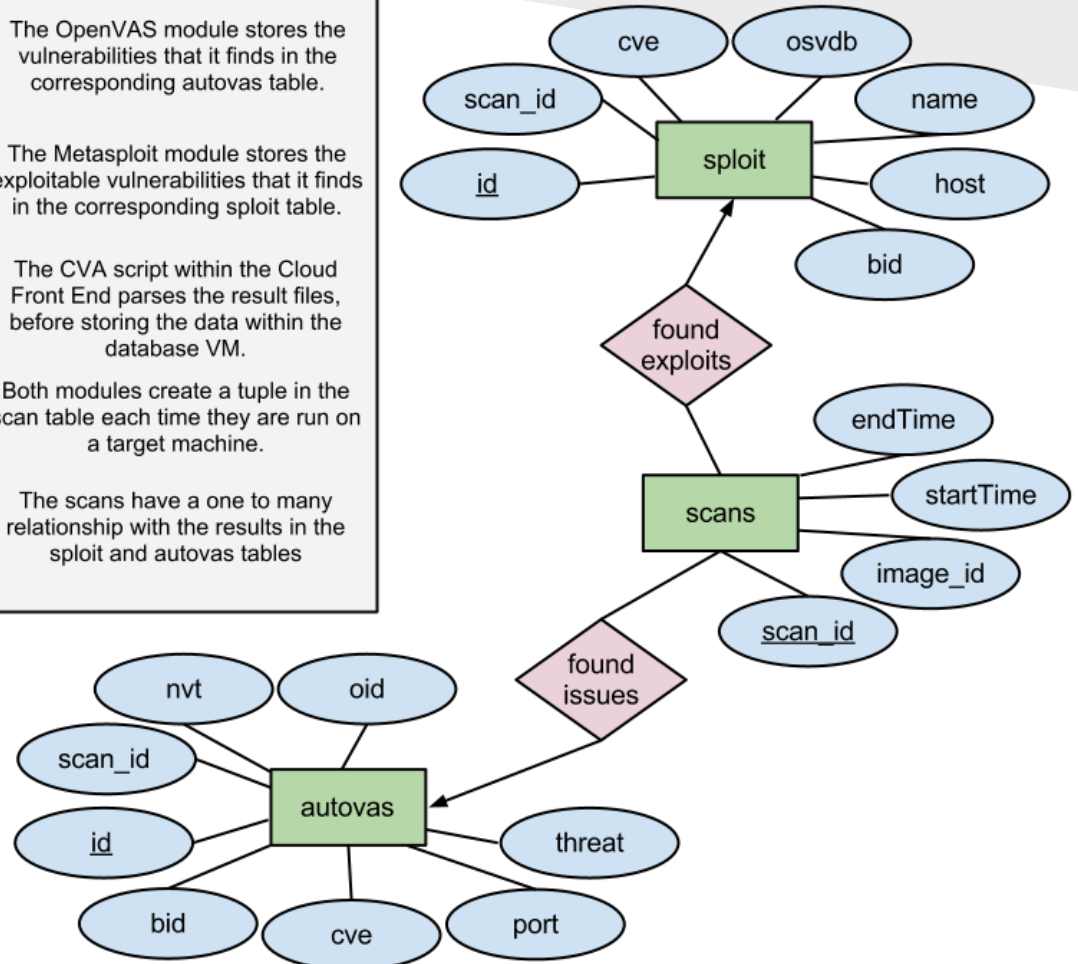 The OpenVAS module stores the
vulnerabilities that it finds in the
corresponding autovas table.
The Metasploit module stores the
exploitable vulnerabilities that it finds
in the corresponding sploit table.
The CVA script within the Cloud
Front End parses the result files,
before storing the data within the
database VM.
Both modules create a tuple in the
scan table each time they are run on
a target machine.
The scans have a one to many
relationship with the results in the
sploit and autovas tables
cve
osvdb
scan_id
name
sploit
id
host
bid
found
exploits
endTime
startTime
scans
image_id
scan_id
found
issues
nvt
oid
scan_id
autovas
id
threat
bid
cve
port